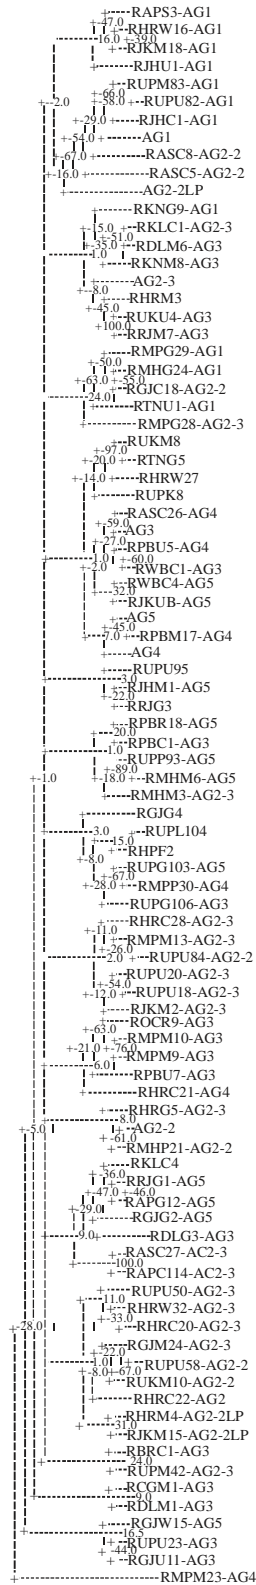 RAPS3-AG1
-47.0
RHRW16-AG1
16.0 -39.0
RJKM18-AG1
RJHU1-AG1
RUPM83-AG1
-66.0
-2.0 -58.0 RUPU82-AG1
-29.0 RJHC1-AG1
-54.0 AG1
-67.0 RASC8-AG2-2
-16.0 RASC5-AG2-2
AG2-2LP
RKNG9-AG1
-15.0 RKLC1-AG2-3
-51.0
-35.0 RDLM6-AG3
1.0 RKNM8-AG3
AG2-3
-8.0 RHRM3
-45.0 RUKU4-AG3
100.0
RRJM7-AG3
RMPG29-AG1
-50.0
RMHG24-AG1
-63.0 -55.0
RGJC18-AG2-2
24.0
RTNU1-AG1
RMPG28-AG2-3
RUKM8
-97.0
-20.0 RTNG5
-14.0 RHRW27
RUPK8
RASC26-AG4
-59.0
AG3
-27.0 RPBU5-AG4
1.0 -60.0
-2.0 RWBC1-AG3
RWBC4-AG5
-32.0 RJKUB-AG5
AG5
-45.0
7.0 RPBM17-AG4
AG4
RUPU95
3.0
RJHM1-AG5
-22.0
RRJG3
RPBR18-AG5
20.0
1.0 RPBC1-AG3
RUPP93-AG5
-89.0
-1.0 -18.0 RMHM6-AG5
RMHM3-AG2-3
RGJG4
3.0 RUPL104
15.0
-8.0 RHPF2
RUPG103-AG5
-67.0
-28.0 RMPP30-AG4
RUPG106-AG3
RHRC28-AG2-3
-11.0
RMPM13-AG2-3
-26.0
2.0 RUPU84-AG2-2
RUPU20-AG2-3
-54.0
-12.0 RUPU18-AG2-3
RJKM2-AG2-3
ROCR9-AG3
-63.0
RMPM10-AG3
-21.0 -76.0
RMPM9-AG3
6.0
RPBU7-AG3
RHRC21-AG4
RHRG5-AG2-3
8.0
-5.0 AG2-2
-61.0
RMHP21-AG2-2
RKLC4
-36.0
RRJG1-AG5
-47.0 -46.0
RAPG12-AG5
-29.0
RGJG2-AG5
9.0 RDLG3-AG3
RASC27-AC2-3
100.0
RAPC114-AC2-3
RUPU50-AG2-3
11.0
RHRW32-AG2-3
-33.0
-28.0 RHRC20-AG2-3
RGJM24-AG2-3
-22.0
1.0 RUPU58-AG2-2
-8.0 -67.0
RUKM10-AG2-2
RHRC22-AG2
RHRM4-AG2-2LP
31.0
RJKM15-AG2-2LP
RBRC1-AG3
24.0
RUPM42-AG2-3
RCGM1-AG3
9.0
RDLM1-AG3
RGJW15-AG5
16.5
RUPU23-AG3
-44.0
RGJU11-AG3
RMPM23-AG4